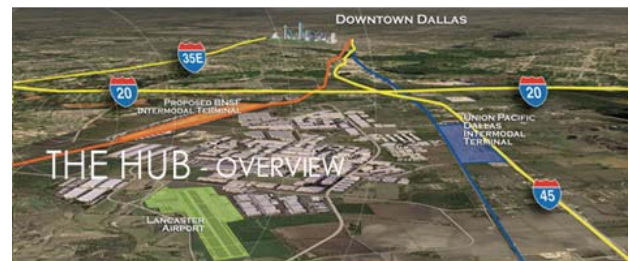 DOWNTOWN DALLAS
35E
20
20
PROPOSED BNSF
INTERMODAL TERMINAL
UNION PACIFIC
DALLAS
INTERMODAL
TERMINAL
THE HUB - OVERVIEW
45
LANCASTER
AIRPORT